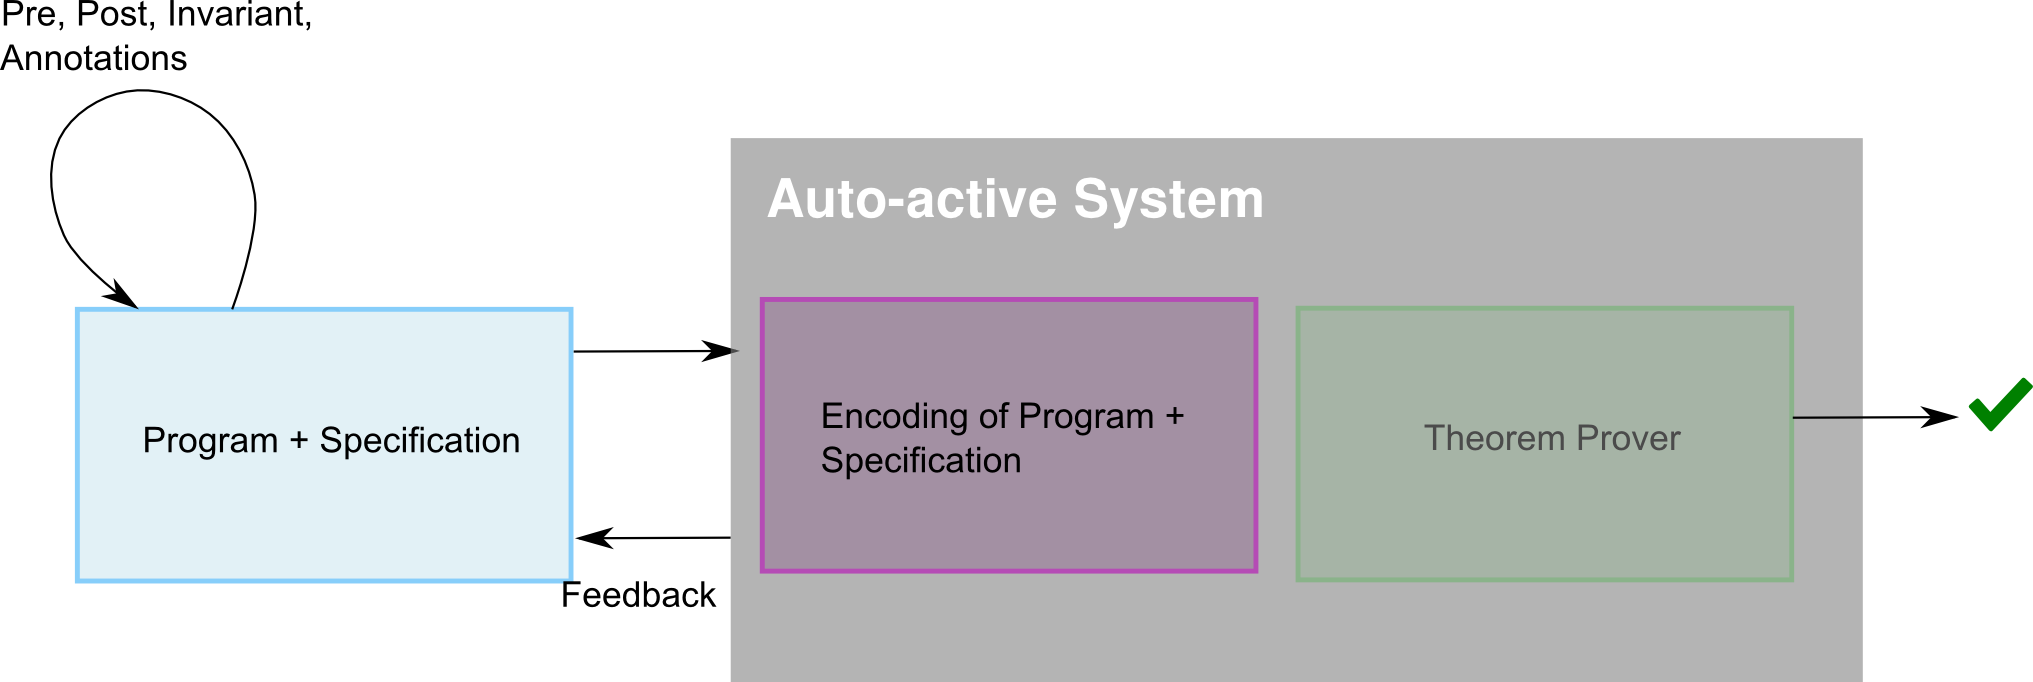 Pre, Post, Invariant,
Annotations
Auto-active System
Program + Specification
Encoding of Program +
Specification
Theorem Prover
Feedback